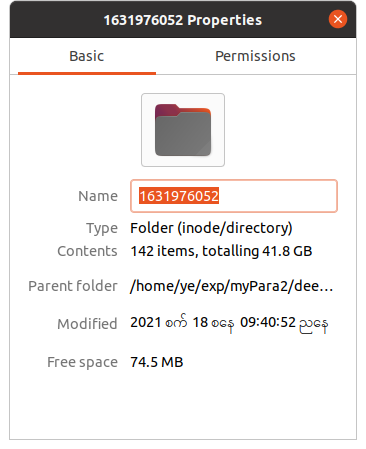 1631976052 Properties
Basic Permissions
Name 1631976052
Type Folder (inode/directory)
Contents 142 items, totalling 41.8 GB
Parent folder /home/ye/exp/myPara2/dee…
Modified 2021 စက် 18 စနေ 09:40:52 ညနေ
Free space 74.5 MB